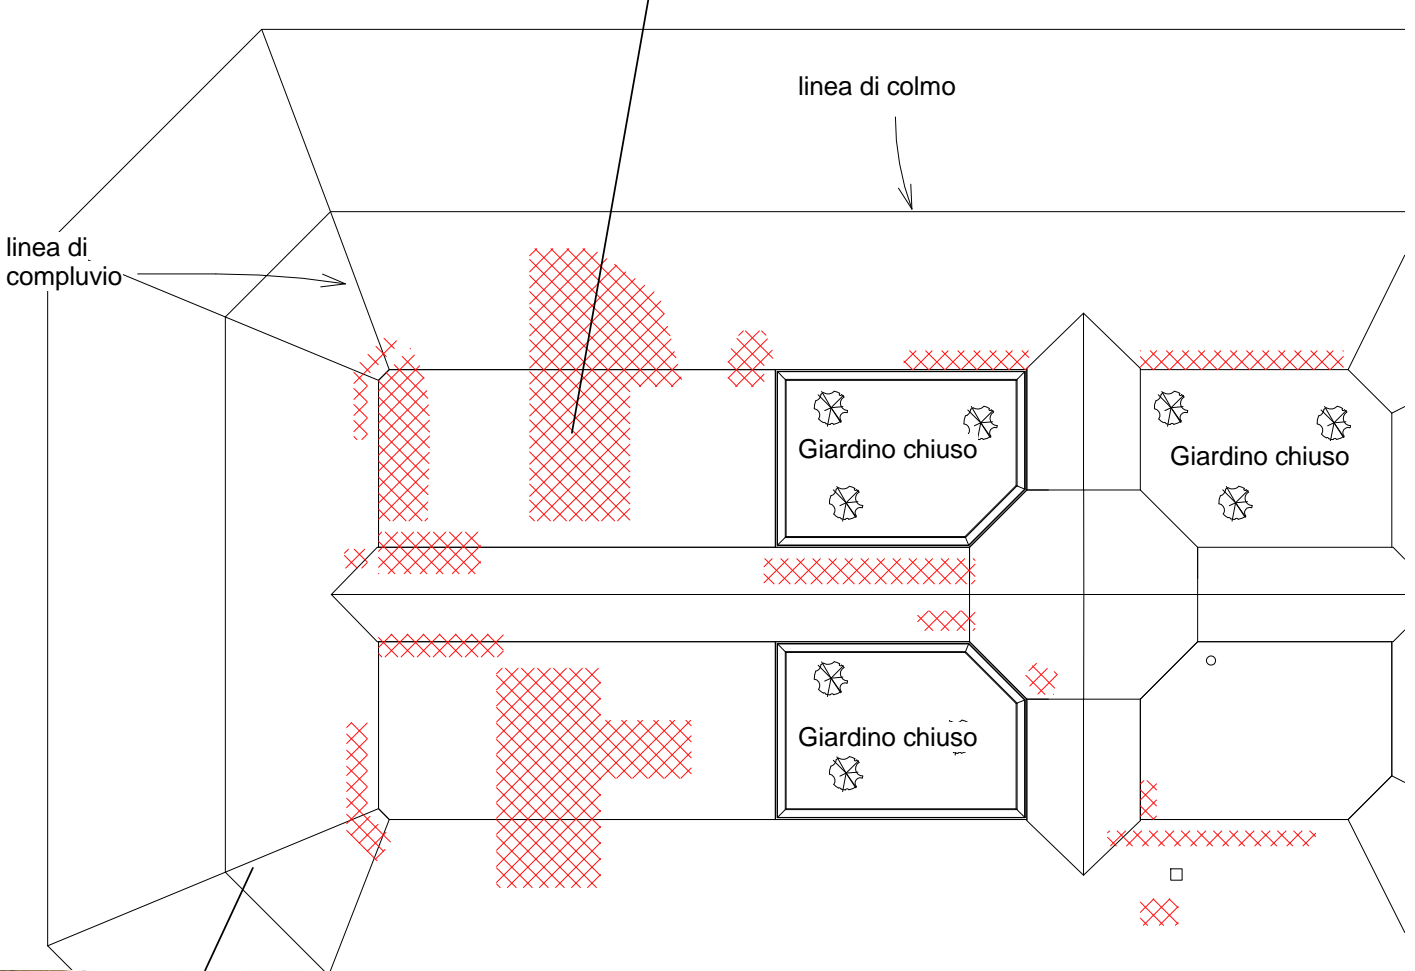 linea di colmo
linea di
compluvio
Giardino chiuso
Giardino chiuso
Giardino chiuso